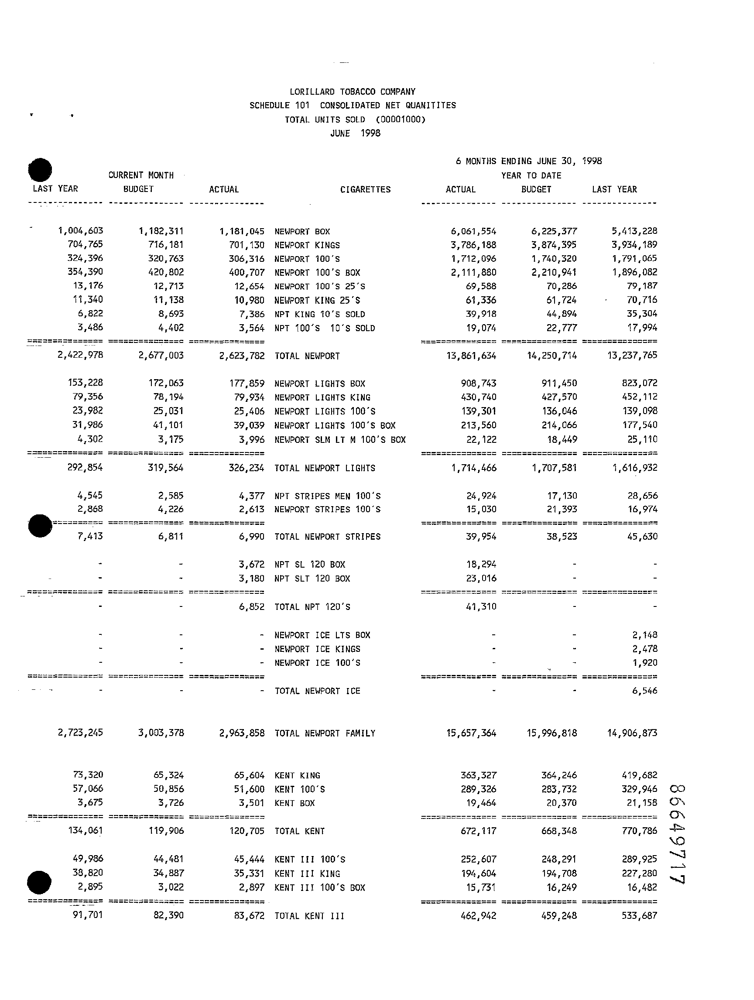 LORILLARD TOBACCO COMPANY
SCHEDULE 101 CONSOLIDATED NET QUANITITES
TOTAL UNITS SOLD (00001000)
JUNE 1998
6 MONTHS ENDING JUNE 30, 1998
CURRENT MONTH YEAR TO DATE
LAST YEAR BUDGET ACTUAL CIGARETTES ACTUAL BUDGET LAST YEAR
1,004,603 1,182,311 1,181,045 NEWPORT BOX 6,061,554 6,225,377 5,413,228
704,765 716,181 701,130 NEWPORT KINGS 3,786,188 3,874,395 3,934,189
324,396 320,763 306,316 NEWPORT 100'S 1,712,096 1,740,320 1,791,065
354,390 420,802 400,707 NEWPORT 100'S BOX 2,111,880 2,210,941 1,896,082
13,176 12,713 12,654 NEWPORT 100'S 25'S 69,588 70,286 79,187
11,340 11,138 10,980 NEWPORT KING 25'S 61,336 61,724 70,716
6,822 8,693 7,386 NPT KING 10'S SOLD 39,918 44,894 35,304
3,486 4,402 3,564 NPT 100'S 10'S SOLD 19,074 22,777 17,994
2,422,978 2,677,003 2,623,782 TOTAL NEWPORT 13,861,634 14,250,714 13,237,765
153,228 172,063 177,859 NEWPORT LIGHTS BOX 908,743 911,450 823,072
79,356 78,194 79,934 NEWPORT LIGHTS KING 430,740 427,570 452,112
23,982 25,031 25,406 NEWPORT LIGHTS 100'S 139,301 136,046 139,098
31,986 41,101 39,039 NEWPORT LIGHTS 100'S BOX 213,560 214,066 177,540
4,302 3,175 3,996 NEWPORT SLM LT M 100'S BOX 22,122 18,449 25,110
292,854 319,564 326,234 TOTAL NEWPORT LIGHTS 1,714,466 1,707,581 1,616,932
4,545 2,585 4,377 NPT STRIPES MEN 100'S 24,924 17,130 28,656
2,868 4,226 2,613 NEWPORT STRIPES 100'S 15,030 21,393 16,974
7,413 6,811 6,990 TOTAL NEWPORT STRIPES 39,954 38,523 45,630
- - 3,672 NPT SL 120 BOX 18,294 - -
- - 3,180 NPT SLT 120 BOX 23,016 - -
- - 6,852 TOTAL NPT 120'S 41,310 - -
- - - NEWPORT ICE LTS BOX - - 2,148
- - - NEWPORT ICE KINGS - - 2,478
- - - NEWPORT ICE 100'S - - 1,920
- - - TOTAL NEWPORT ICE - - 6,546
2,723,245 3,003,378 2,963,858 TOTAL NEWPORT FAMILY 15,657,364 15,996,818 14,906,873
73,320 65,324 65,604 KENT KING 363,327 364,246 419,682
57,066 50,856 51,600 KENT 100'S 289,326 283,732 329,946
3,675 3,726 3,501 KENT BOX 19,464 20,370 21,158
134,061 119,906 120,705 TOTAL KENT 672,117 668,348 770,786
49,986 44,481 45,444 KENT III 100'S 252,607 248,291 289,925
38,820 34,887 35,331 KENT III KING 194,604 194,708 227,280
2,895 3,022 2,897 KENT III 100'S BOX 15,731 16,249 16,482
91,701 82,390 83,672 TOTAL KENT III 462,942 459,248 533,687
86649717